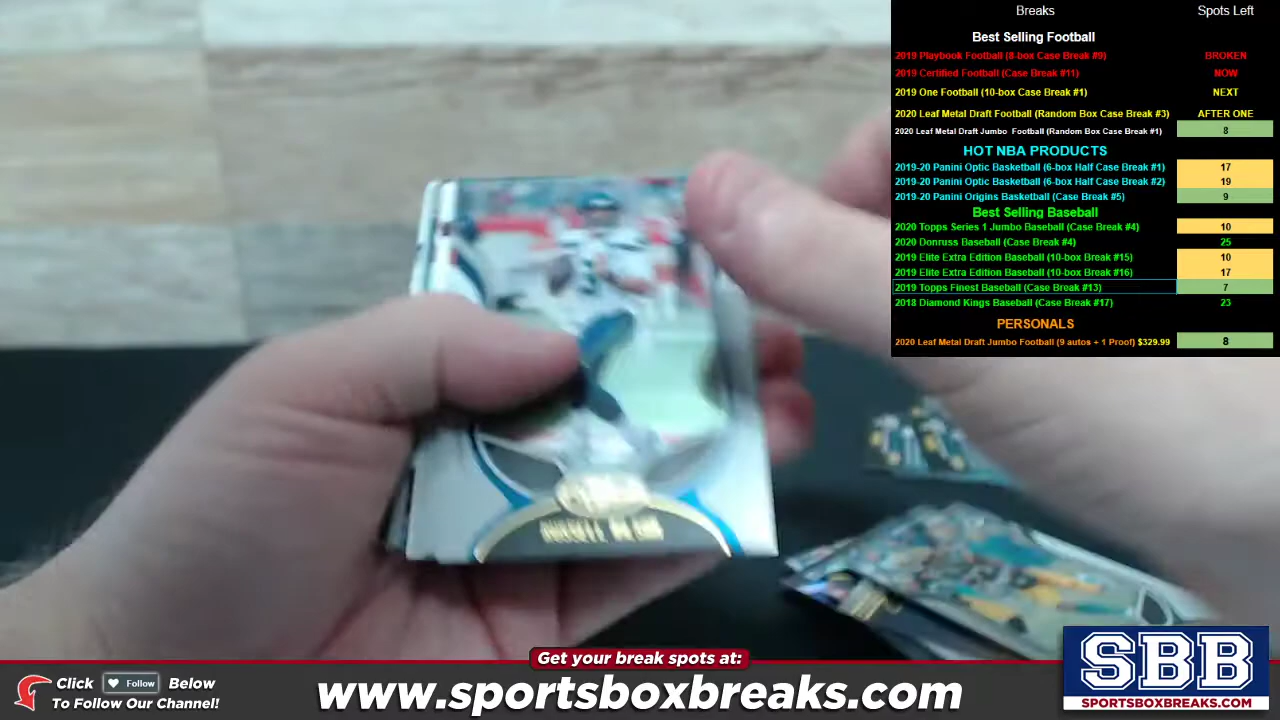 Breaks Spots Left
Best Selling Football
2019 Playbook Football (8-box Case Break #9) BROKEN
2019 Certified Football (Case Break #11) NOW
2019 One Football (10-box Case Break #1) NEXT
2020 Leaf Metal Draft Football (Random Box Case Break #3) AFTER ONE
2020 Leaf Metal Draft Jumbo Football (Random Box Case Break #1) 8
HOT NBA PRODUCTS
2019-20 Panini Optic Basketball (6-box Half Case Break #1) 17
2019-20 Panini Optic Basketball (6-box Half Case Break #2) 19
2019-20 Panini Origins Basketball (Case Break #5) 9
Best Selling Baseball
2020 Topps Series 1 Jumbo Baseball (Case Break #4) 10
2020 Donruss Baseball (Case Break #4) 25
2019 Elite Extra Edition Baseball (10-box Break #15) 10
2019 Elite Extra Edition Baseball (10-box Break #16) 17
2019 Topps Finest Baseball (Case Break #13) 7
2018 Diamond Kings Baseball (Case Break #17) 23
PERSONALS
2020 Leaf Metal Draft Jumbo Football (9 autos + 1 Proof) $329.99 8
RUSSELL
Get your break spots at:
Click Follow Below
To Follow Our Channel!
www.sportsboxbreaks.com
SBB
SPORTSBOXBREAKS.COM